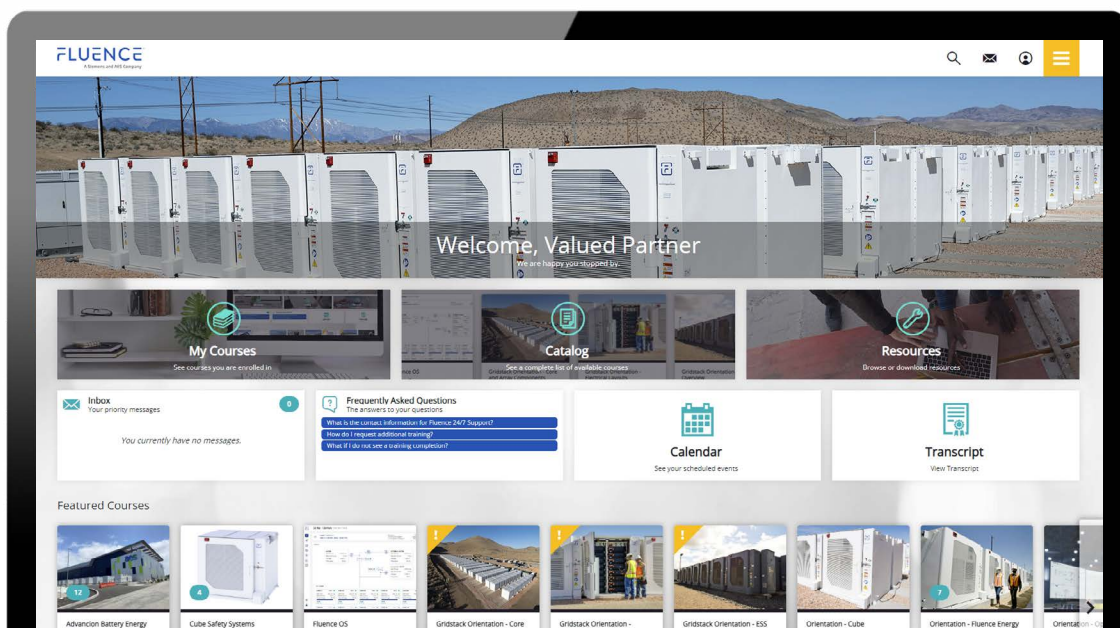 FLUENCE
A Siemens and AES Company
Welcome, Valued Partner
We are happy you stopped by.
My Courses
See courses you are enrolled in
Catalog
See a complete list of available courses
Resources
Browse or download resources
Inbox
Your priority messages
0
You currently have no messages.
Frequently Asked Questions
The answers to your questions
What is the contact information for Fluence 24/7 Support?
How do I request additional training?
What if I do not see a training completion?
Calendar
See your scheduled events
Transcript
View Transcript
Featured Courses
12
4
7
Advancion Battery Energy
Cube Safety Systems
Fluence OS
Gridstack Orientation - Core
Gridstack Orientation -
Gridstack Orientation - ESS
Orientation - Cube
Orientation - Fluence Energy